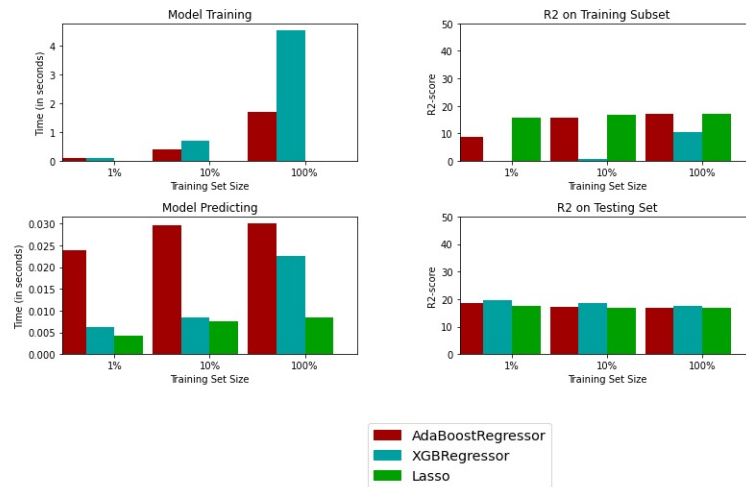 Model Training
Time (in seconds)
4
3
2
1
0
1%
10%
100%
Training Set Size
R2 on Training Subset
R2-score
50
40
30
20
10
0
1%
10%
100%
Training Set Size
Model Predicting
Time (in seconds)
0.030
0.025
0.020
0.015
0.010
0.005
0.000
1%
10%
100%
Training Set Size
R2 on Testing Set
R2-score
50
40
30
20
10
0
1%
10%
100%
Training Set Size
AdaBoostRegressor
XGBRegressor
Lasso